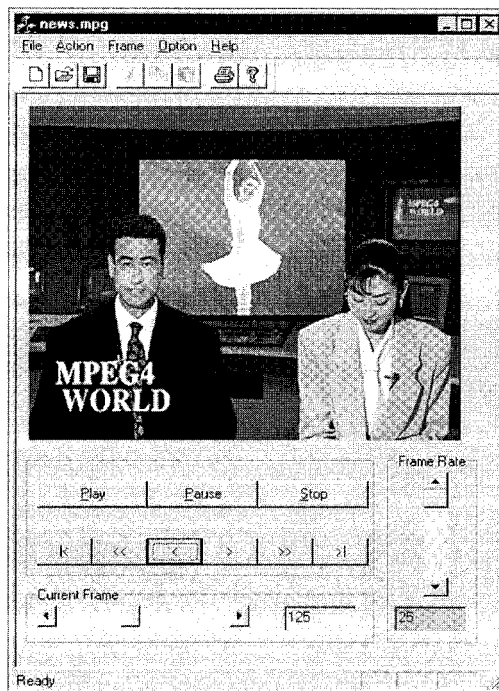 news.mpg
File Action Frame Option Help
MPEG4
WORLD
MPEG4
WORLD
Frame Rate
Play Pause Stop
|< << < > >> >|
Current Frame
125
25
Ready